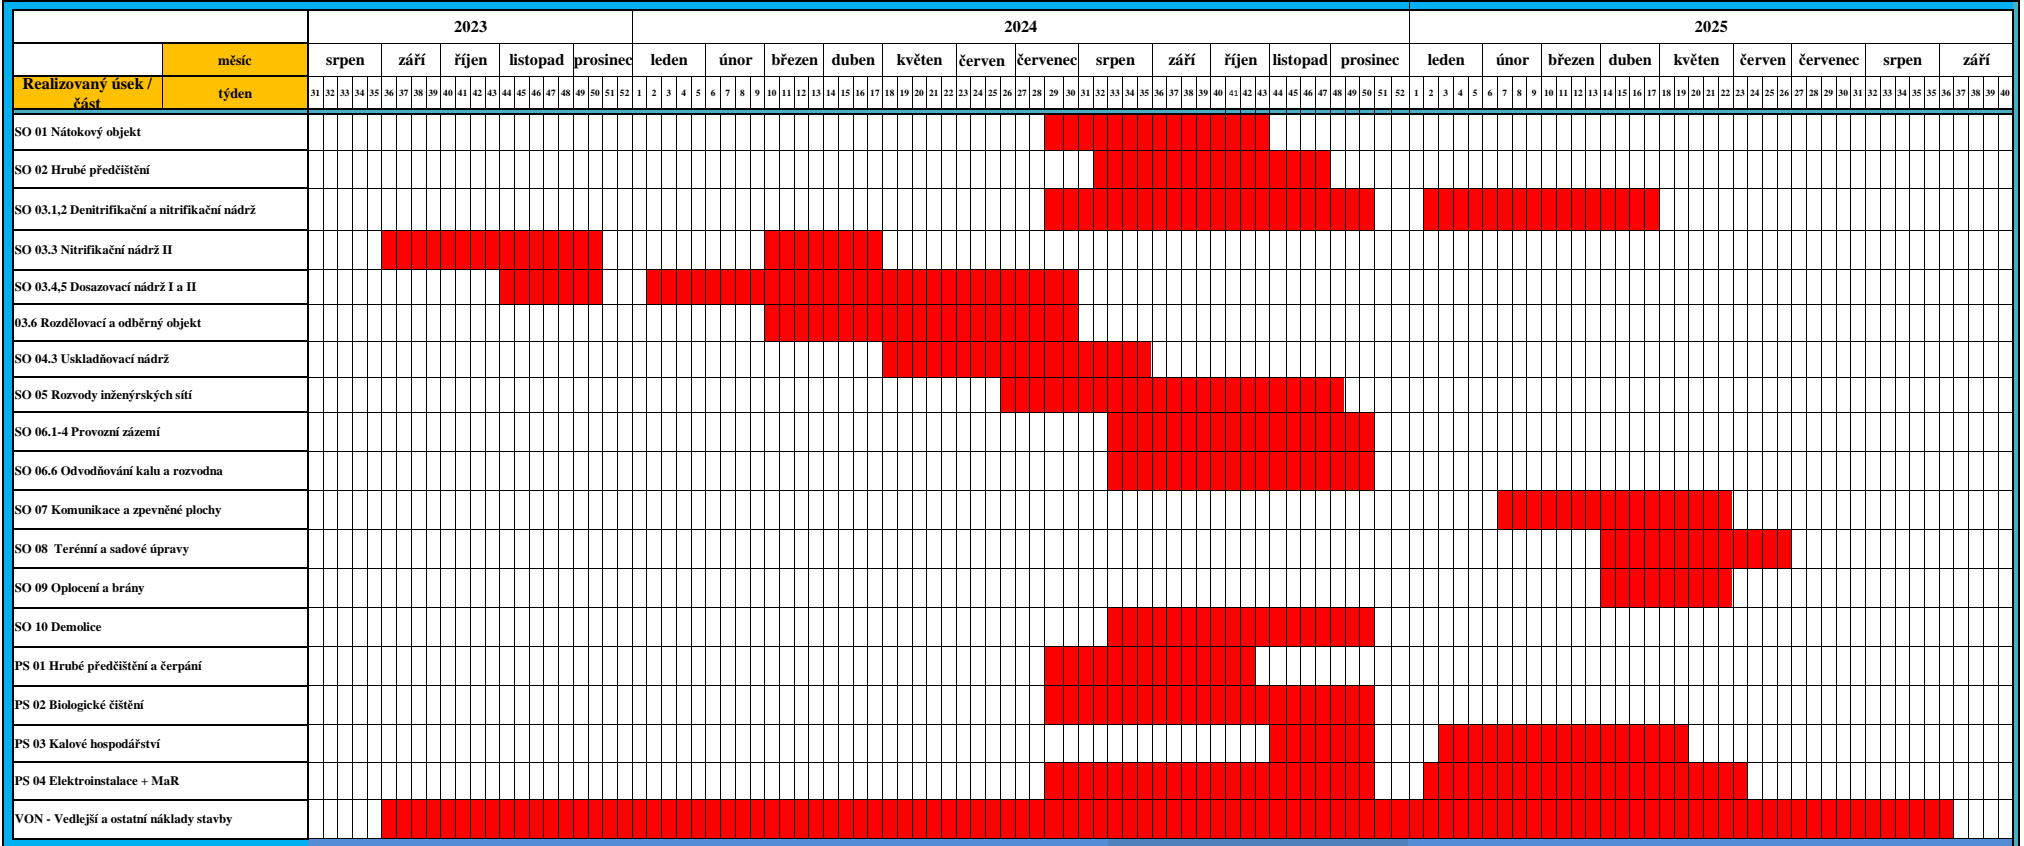 2023 2024 2025
měsíc srpen září říjen listopad prosinec leden únor březen duben květen červen červenec srpen září říjen listopad prosinec leden únor březen duben květen červen červenec srpen září
Realizovaný úsek /
část
týden 31 32 33 34 35 36 37 38 39 40 41 42 43 44 45 46 47 48 49 50 51 52 1 2 3 4 5 6 7 8 9 10 11 12 13 14 15 16 17 18 19 20 21 22 23 24 25 26 27 28 29 30 31 32 33 34 35 36 37 38 39 40 41 42 43 44 45 46 47 48 49 50 51 52 1 2 3 4 5 6 7 8 9 10 11 12 13 14 15 16 17 18 19 20 21 22 23 24 25 26 27 28 29 30 31 32 33 34 35 35 36 37 38 39 40
SO 01 Nátokový objekt
SO 02 Hrubé předčištění
SO 03.1,2 Denitrifikační a nitrifikační nádrž
SO 03.3 Nitrifikační nádrž II
SO 03.4,5 Dosazovací nádrž I a II
03.6 Rozdělovací a odběrný objekt
SO 04.3 Uskladňovací nádrž
SO 05 Rozvody inženýrských sítí
SO 06.1-4 Provozní zázemí
SO 06.6 Odvodňování kalu a rozvodna
SO 07 Komunikace a zpevněné plochy
SO 08 Terénní a sadové úpravy
SO 09 Oplocení a brány
SO 10 Demolice
PS 01 Hrubé předčištění a čerpání
PS 02 Biologické čištění
PS 03 Kalové hospodářství
PS 04 Elektroinstalace + MaR
VON - Vedlejší a ostatní náklady stavby